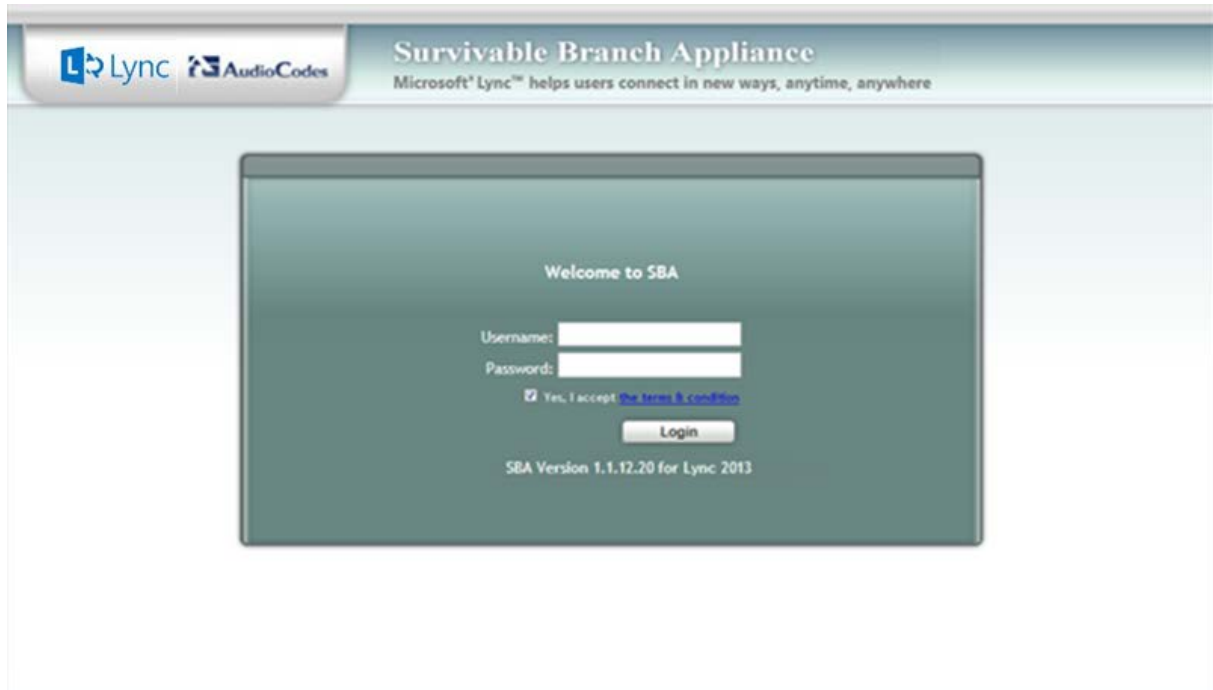 Lync AudioCodes
Survivable Branch Appliance
Microsoft® Lync™ helps users connect in new ways, anytime, anywhere
Welcome to SBA
Username:
Password:
Yes, I accept the terms & condition
Login
SBA Version 1.1.12.20 for Lync 2013